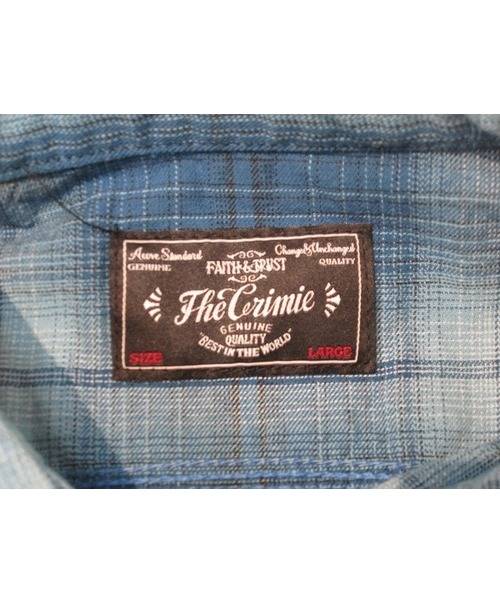 Above Standard
Change & Unchanged
GENUINE
FAITH & TRUST
QUALITY
The Crimie
GENUINE
QUALITY
"BEST IN THE WORLD"
SIZE
LARGE